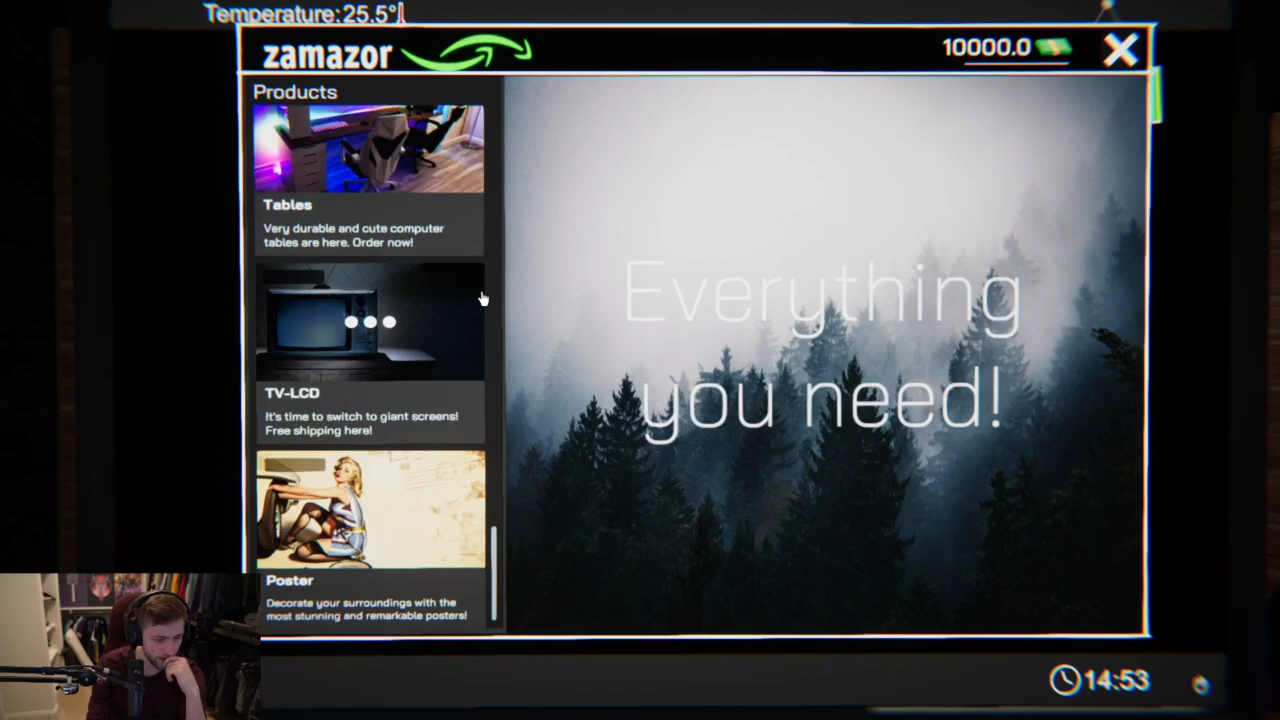 Temperature: 25.5°
zamazor
10000.0
Products
Tables
Very durable and cute computer
tables are here. Order now!
TV-LCD
It's time to switch to giant screens!
Free shipping here!
Poster
Decorate your surroundings with the
most stunning and remarkable posters!
Everything
you need!
14:53